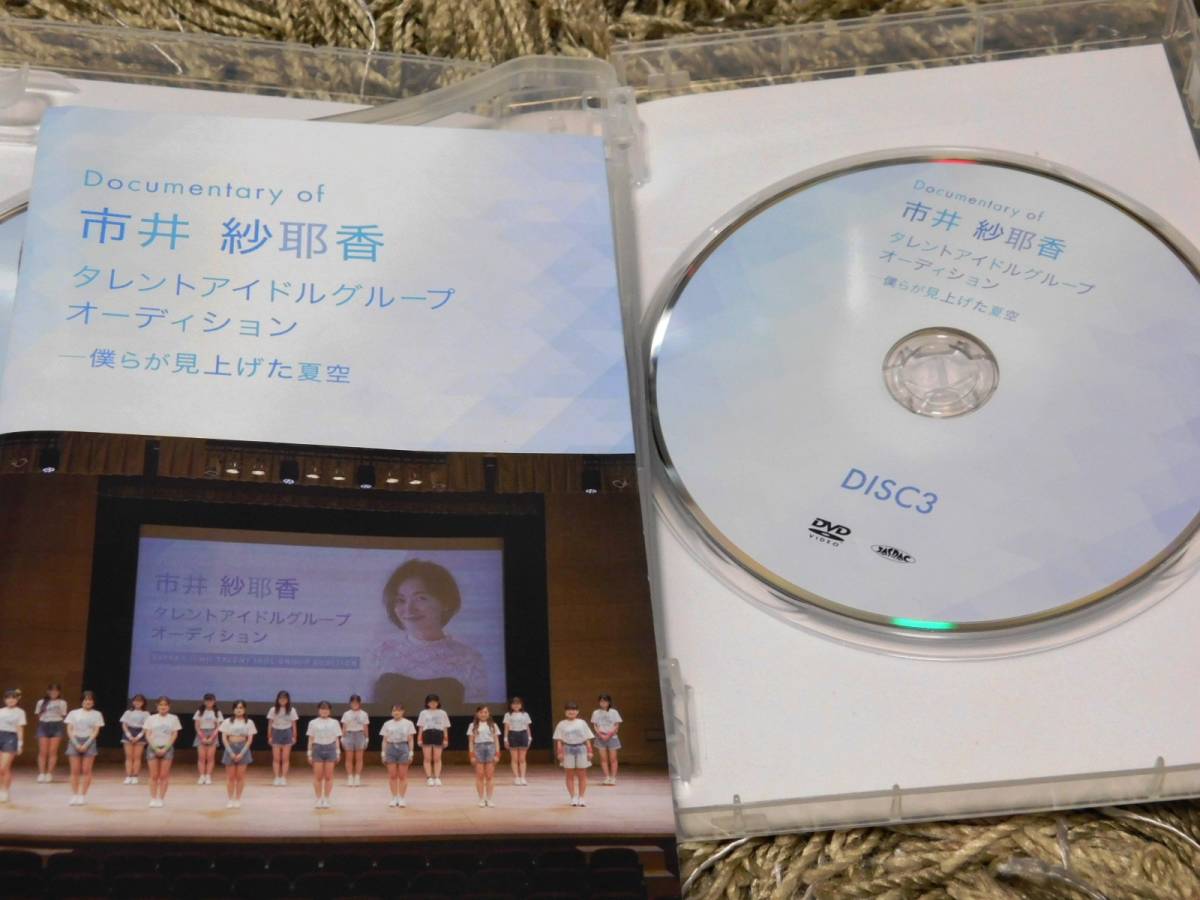 Documentary of
市井 紗耶香
タレントアイドルグループ
オーディション
―僕らが見上げた夏空
市井 紗耶香
タレントアイドルグループ
オーディション
Documentary of
市井 紗耶香
タレントアイドルグループ
オーディション
―僕らが見上げた夏空
DISC3
DVD
VIDEO
JASRAC